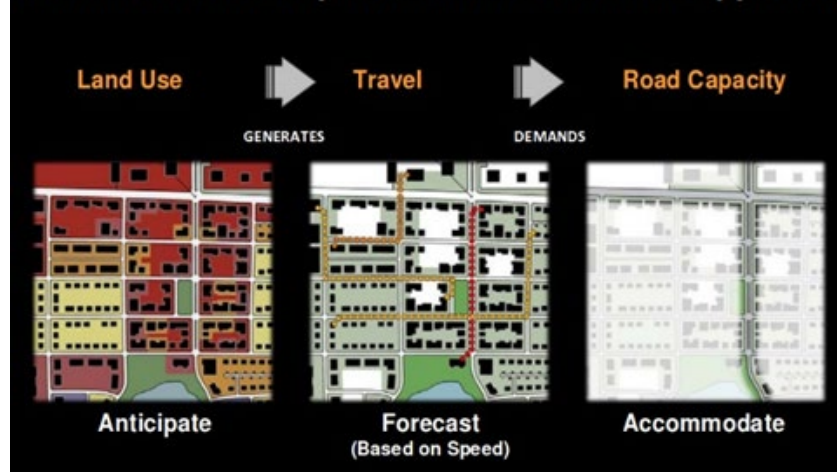 Land Use
Travel
Road Capacity
GENERATES
DEMANDS
Anticipate
Forecast
(Based on Speed)
Accommodate